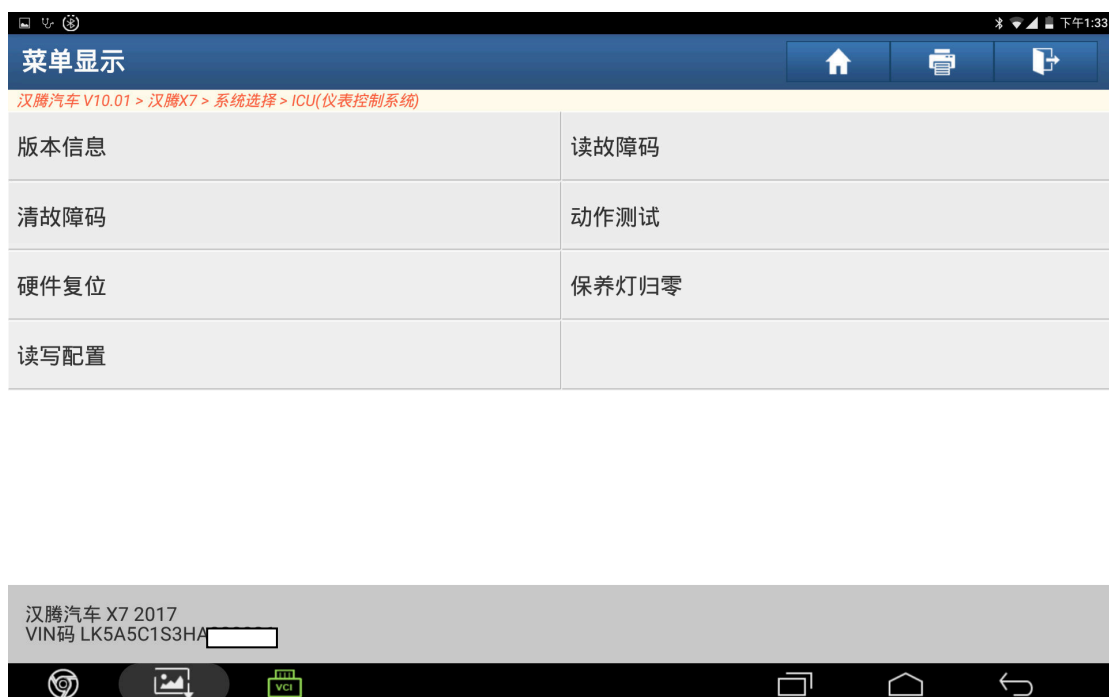 下午1:33
菜单显示
汉腾汽车 V10.01 > 汉腾X7 > 系统选择 > ICU(仪表控制系统)
版本信息
读故障码
清故障码
动作测试
硬件复位
保养灯归零
读写配置
汉腾汽车 X7 2017
VIN码 LK5A5C1S3HA
VCI